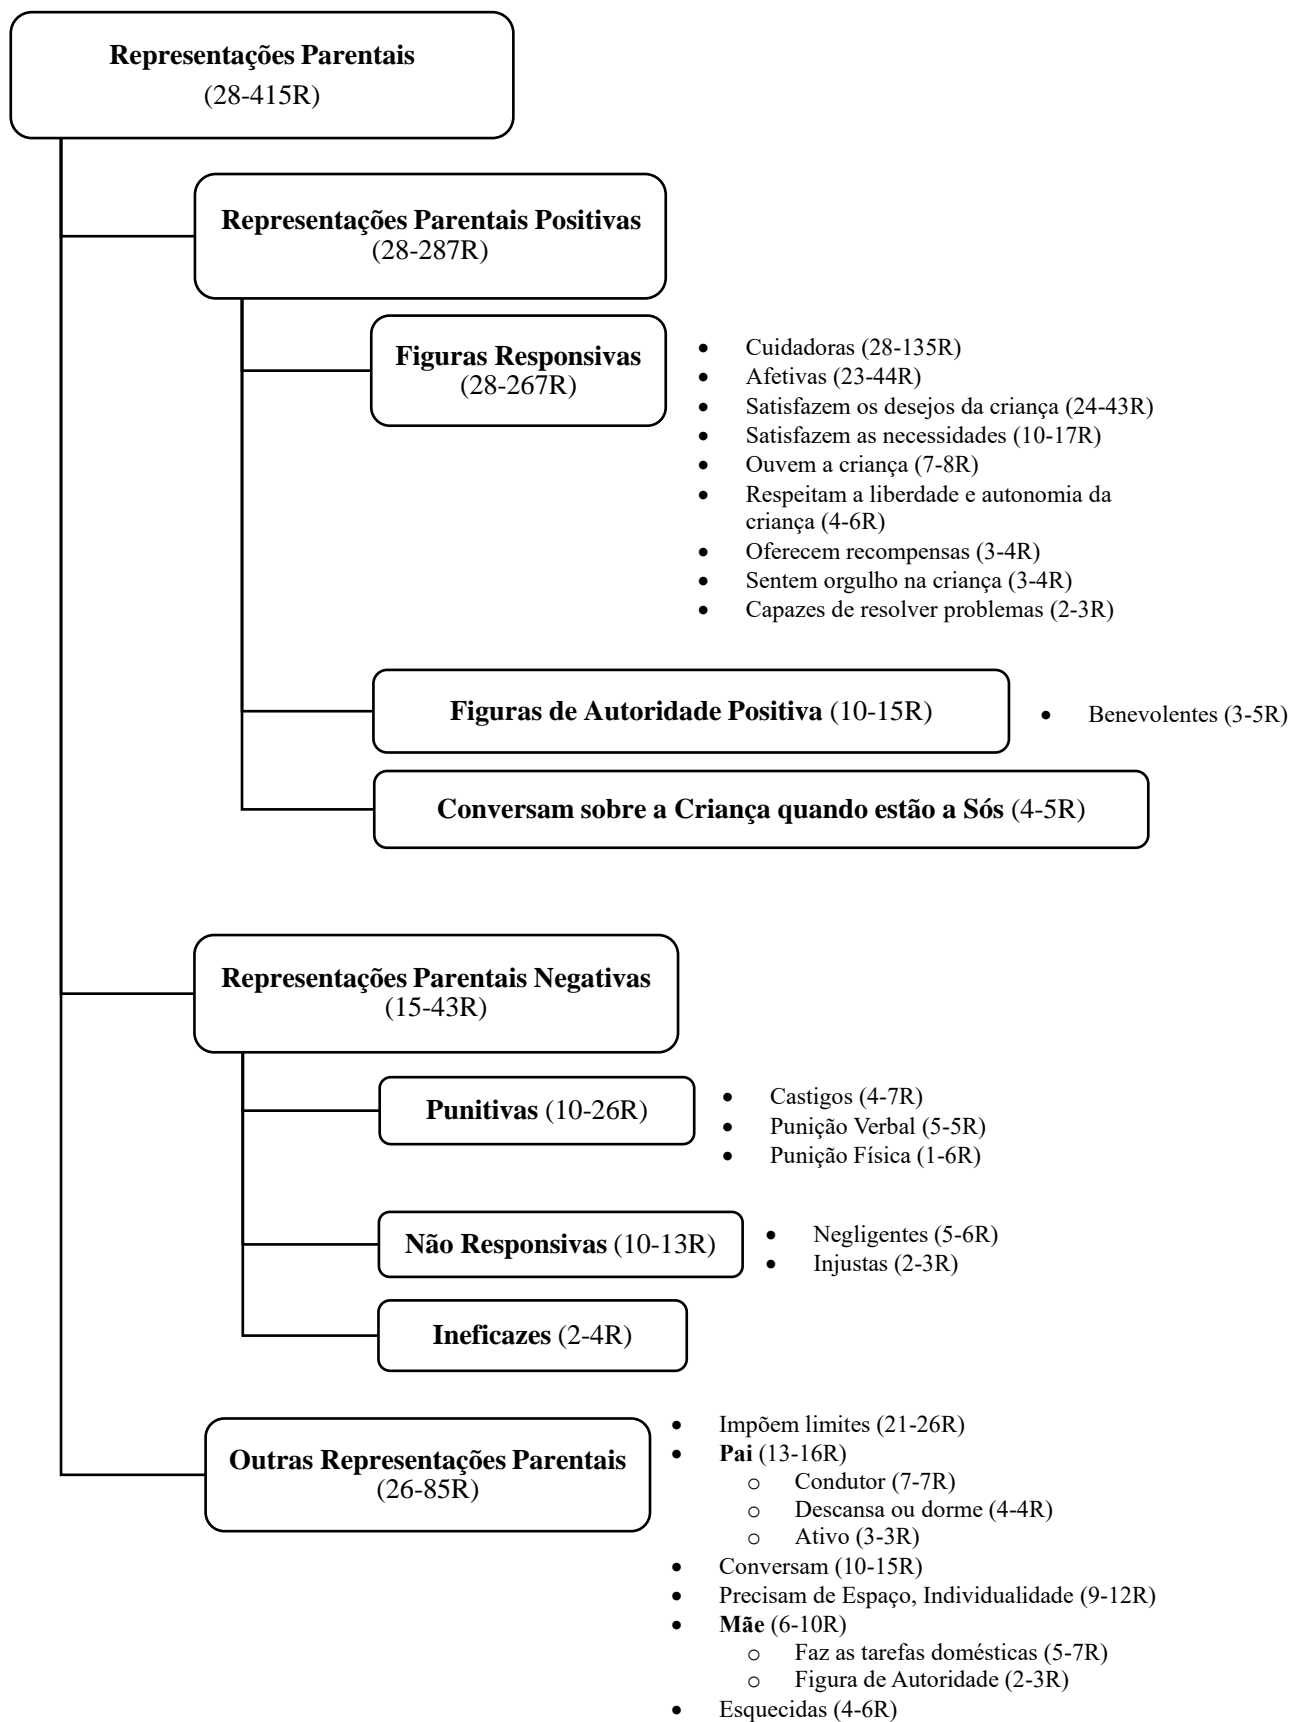 Representações Parentais
(28-415R)
Representações Parentais Positivas
(28-287R)
Figuras Responsivas
(28-267R)
• Cuidadoras (28-135R)
• Afetivas (23-44R)
• Satisfazem os desejos da criança (24-43R)
• Satisfazem as necessidades (10-17R)
• Ouvem a criança (7-8R)
• Respeitam a liberdade e autonomia da
criança (4-6R)
• Oferecem recompensas (3-4R)
• Sentem orgulho na criança (3-4R)
• Capazes de resolver problemas (2-3R)
Figuras de Autoridade Positiva (10-15R)
• Benevolentes (3-5R)
Conversam sobre a Criança quando estão a Sós (4-5R)
Representações Parentais Negativas
(15-43R)
Punitivas (10-26R)
• Castigos (4-7R)
• Punição Verbal (5-5R)
• Punição Física (1-6R)
Não Responsivas (10-13R)
• Negligentes (5-6R)
• Injustas (2-3R)
Ineficazes (2-4R)
Outras Representações Parentais
(26-85R)
• Impõem limites (21-26R)
• Pai (13-16R)
o Condutor (7-7R)
o Descansa ou dorme (4-4R)
o Ativo (3-3R)
• Conversam (10-15R)
• Precisam de Espaço, Individualidade (9-12R)
• Mãe (6-10R)
o Faz as tarefas domésticas (5-7R)
o Figura de Autoridade (2-3R)
• Esquecidas (4-6R)